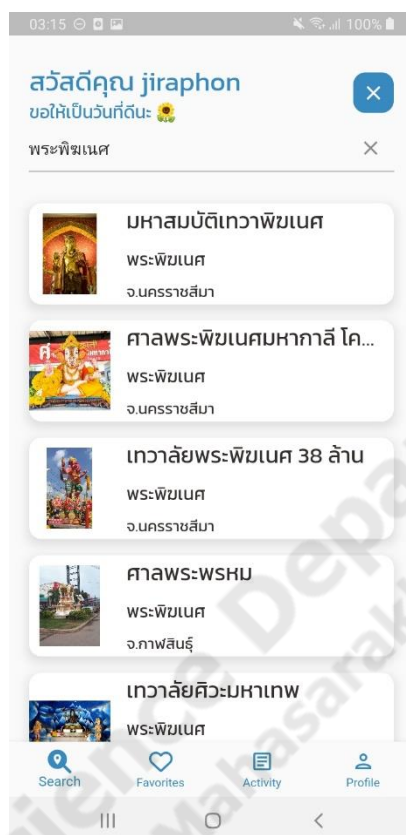 03:15 100%
สวัสดีคุณ jiraphon
ขอให้เป็นวันที่ดีนะ 🌻
พระพิฆเนศ
มหาสมบัติเทวาพิฆเนศ
พระพิฆเนศ
จ.นครราชสีมา
ศาลพระพิฆเนศมหากาลี โค...
พระพิฆเนศ
จ.นครราชสีมา
เทวาลัยพระพิฆเนศ 38 ล้าน
พระพิฆเนศ
จ.นครราชสีมา
ศาลพระพรหม
พระพิฆเนศ
จ.กาฬสินธุ์
เทวาลัยศิวะมหาเทพ
พระพิฆเนศ
Search Favorites Activity Profile